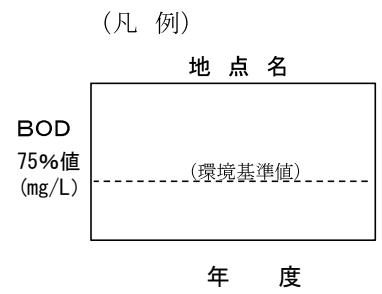 （凡 例）
地 点 名
BOD
75%値
(mg/L)
(環境基準値)
年 度